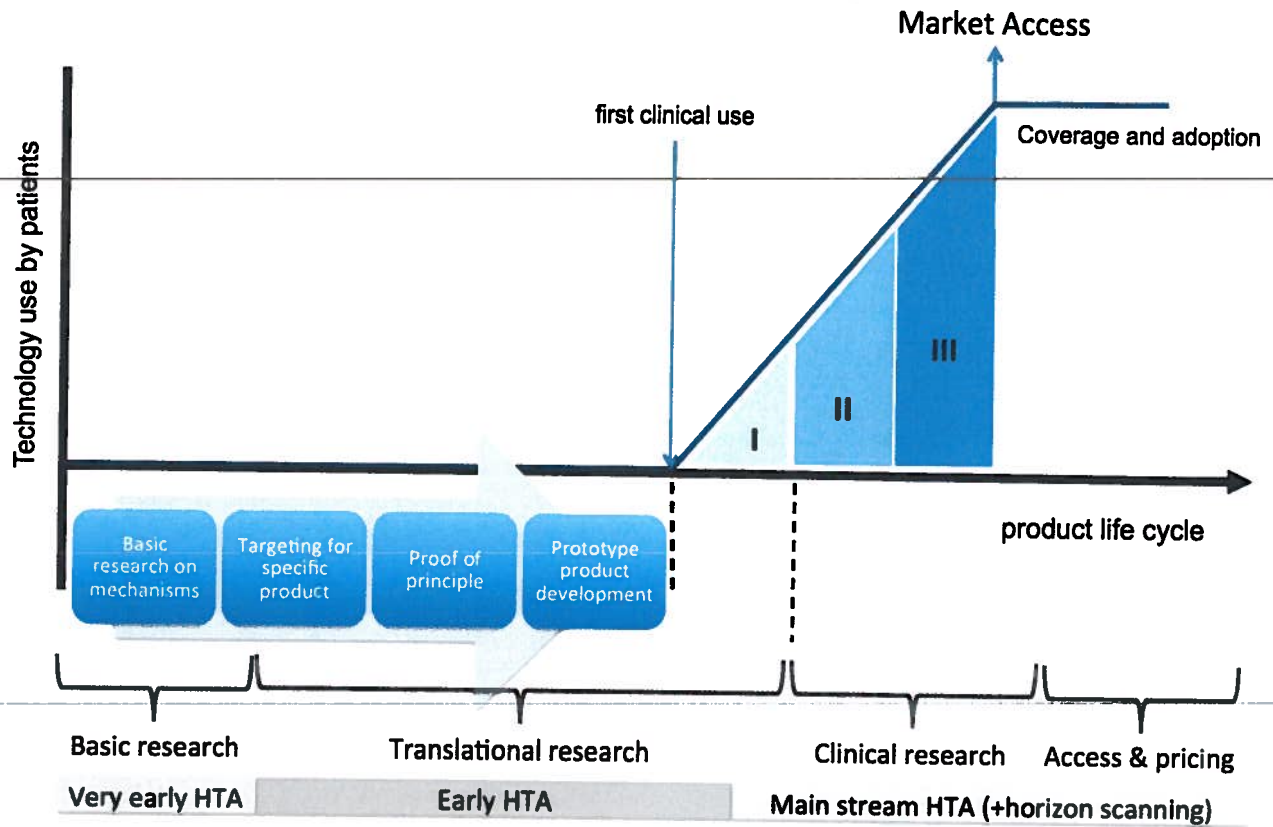 Market Access
first clinical use
Coverage and adoption
Technology use by patients
I
II
III
product life cycle
Basic
research on
mechanisms
Targeting for
specific
product
Proof of
principle
Prototype
product
development
Basic research
Translational research
Clinical research
Access & pricing
Very early HTA
Early HTA
Main stream HTA (+horizon scanning)